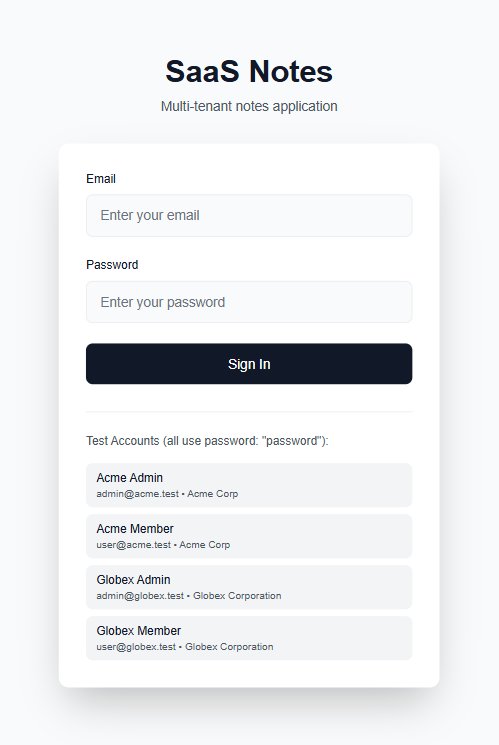 SaaS Notes
Multi-tenant notes application
Email
Enter your email
Password
Enter your password
Sign In
Test Accounts (all use password: "password"):
Acme Admin
admin@acme.test • Acme Corp
Acme Member
user@acme.test • Acme Corp
Globex Admin
admin@globex.test • Globex Corporation
Globex Member
user@globex.test • Globex Corporation